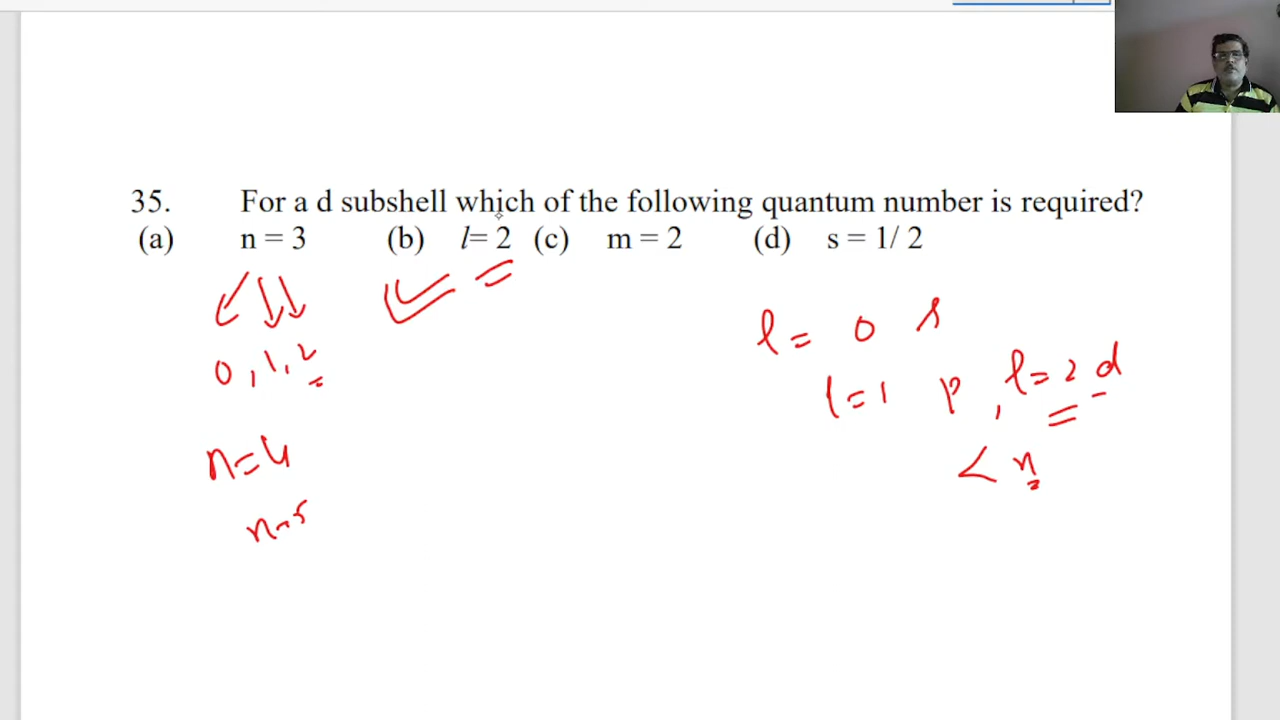 35. For a d subshell which of the following quantum number is required?
(a) n = 3 (b) l= 2 (c) m = 2 (d) s = 1/ 2
0, 1, 2
l = 0 s
l = 1 p, l = 2 d
n = 4
< n
n = 5